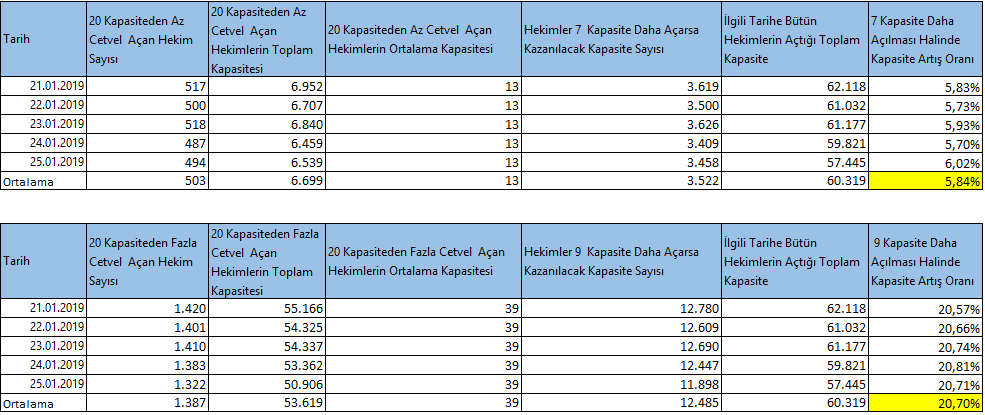 Tarih | 20 Kapasiteden Az Cetvel Açan Hekim Sayısı | 20 Kapasiteden Az Cetvel Açan Hekimlerin Toplam Kapasitesi | 20 Kapasiteden Az Cetvel Açan Hekimlerin Ortalama Kapasitesi | Hekimler 7 Kapasite Daha Açarsa Kazanılacak Kapasite Sayısı | İlgili Tarihe Bütün Hekimlerin Açtığı Toplam Kapasite | 7 Kapasite Daha Açılması Halinde Kapasite Artış Oranı
21.01.2019 | 517 | 6.952 | 13 | 3.619 | 62.118 | 5,83%
22.01.2019 | 500 | 6.707 | 13 | 3.500 | 61.032 | 5,73%
23.01.2019 | 518 | 6.840 | 13 | 3.626 | 61.177 | 5,93%
24.01.2019 | 487 | 6.459 | 13 | 3.409 | 59.821 | 5,70%
25.01.2019 | 494 | 6.539 | 13 | 3.458 | 57.445 | 6,02%
Ortalama | 503 | 6.699 | 13 | 3.522 | 60.319 | 5,84%
Tarih | 20 Kapasiteden Fazla Cetvel Açan Hekim Sayısı | 20 Kapasiteden Fazla Cetvel Açan Hekimlerin Toplam Kapasitesi | 20 Kapasiteden Fazla Cetvel Açan Hekimlerin Ortalama Kapasitesi | Hekimler 9 Kapasite Daha Açarsa Kazanılacak Kapasite Sayısı | İlgili Tarihe Bütün Hekimlerin Açtığı Toplam Kapasite | 9 Kapasite Daha Açılması Halinde Kapasite Artış Oranı
21.01.2019 | 1.420 | 55.166 | 39 | 12.780 | 62.118 | 20,57%
22.01.2019 | 1.401 | 54.325 | 39 | 12.609 | 61.032 | 20,66%
23.01.2019 | 1.410 | 54.337 | 39 | 12.690 | 61.177 | 20,74%
24.01.2019 | 1.383 | 53.362 | 39 | 12.447 | 59.821 | 20,81%
25.01.2019 | 1.322 | 50.906 | 39 | 11.898 | 57.445 | 20,71%
Ortalama | 1.387 | 53.619 | 39 | 12.485 | 60.319 | 20,70%